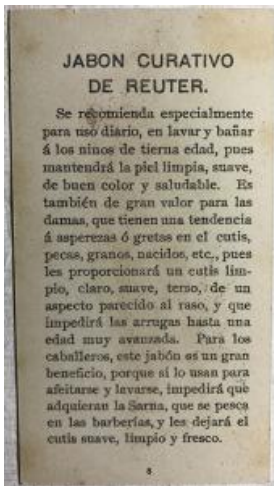 JABON CURATIVO
DE REUTER.
Se recomienda especialmente
para uso diario, en lavar y bañar
á los ninos de tierna edad, pues
mantendrá la piel limpia, suave,
de buen color y saludable. Es
también de gran valor para las
damas, que tienen una tendencia
á asperezas ó gretas en el cutis,
pecas, granos, nacidos, etc., pues
les proporcionará un cutis lim-
pio, claro, suave, terso, de un
aspecto parecido al raso, y que
impedirá las arrugas hasta una
edad muy avanzada. Para los
caballeros, este jabón es un gran
beneficio, porque si lo usan para
afeitarse y lavarse, impedirá que
adquieran la Sarna, que se pesca
en las barberías, y les dejará el
cutis suave, limpio y fresco.